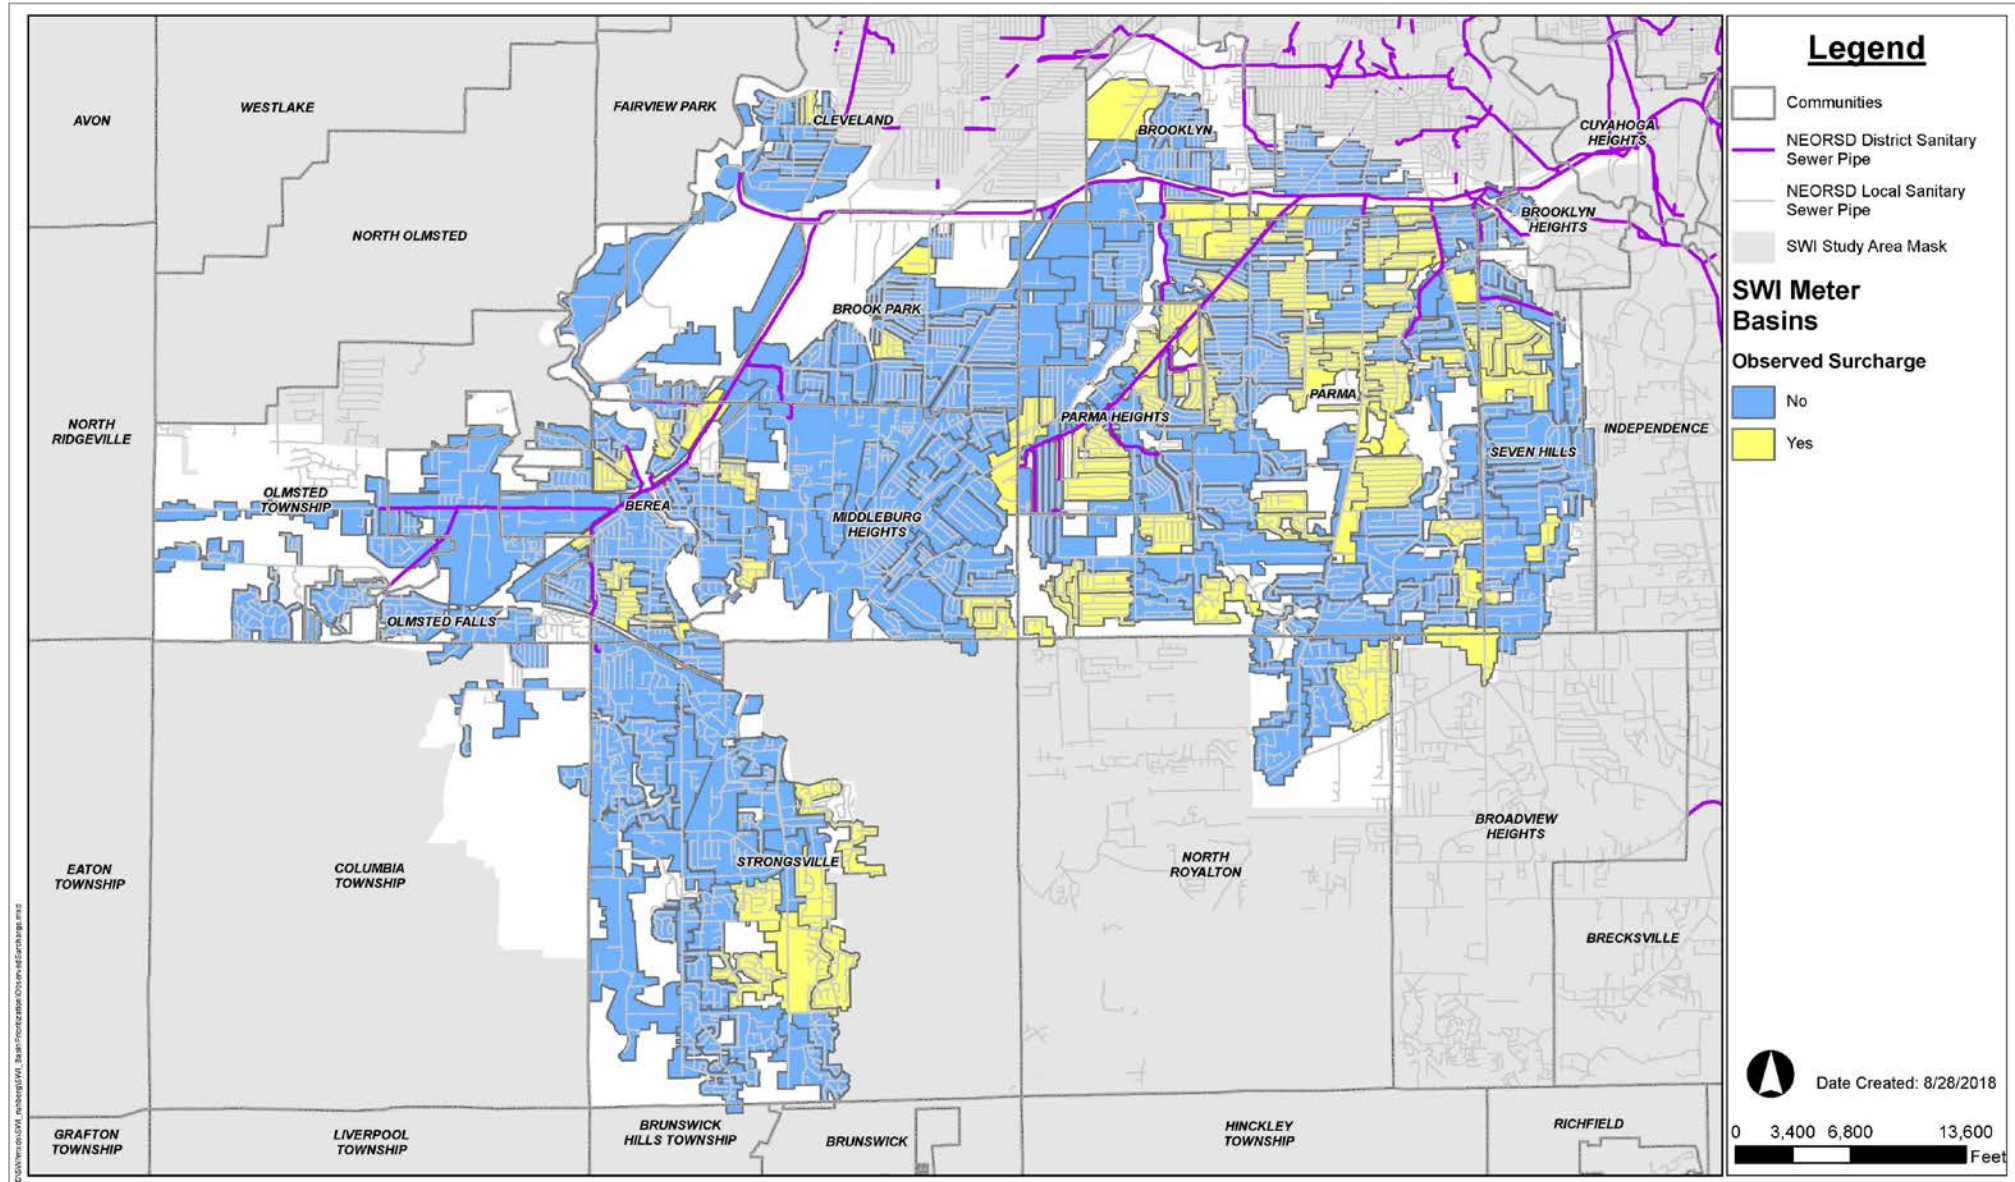 AVON
WESTLAKE
FAIRVIEW PARK
CLEVELAND
BROOKLYN
CUYAHOGA
HEIGHTS
NORTH OLMSTED
BROOKLYN
HEIGHTS
BROOK PARK
NORTH
RIDGEVILLE
PARMA HEIGHTS
PARMA
INDEPENDENCE
SEVEN HILLS
OLMSTED
TOWNSHIP
BEREA
MIDDLEBURG
HEIGHTS
OLMSTED FALLS
EATON
TOWNSHIP
COLUMBIA
TOWNSHIP
STRONGSVILLE
NORTH
ROYALTON
BROADVIEW
HEIGHTS
BRECKSVILLE
GRAFTON
TOWNSHIP
LIVERPOOL
TOWNSHIP
BRUNSWICK
HILLS TOWNSHIP
BRUNSWICK
HINCKLEY
TOWNSHIP
RICHFIELD
Legend
Communities
NEORSD District Sanitary
Sewer Pipe
NEORSD Local Sanitary
Sewer Pipe
SWI Study Area Mask
SWI Meter
Basins
Observed Surcharge
No
Yes
Date Created: 8/28/2018
0 3,400 6,800 13,600
Feet